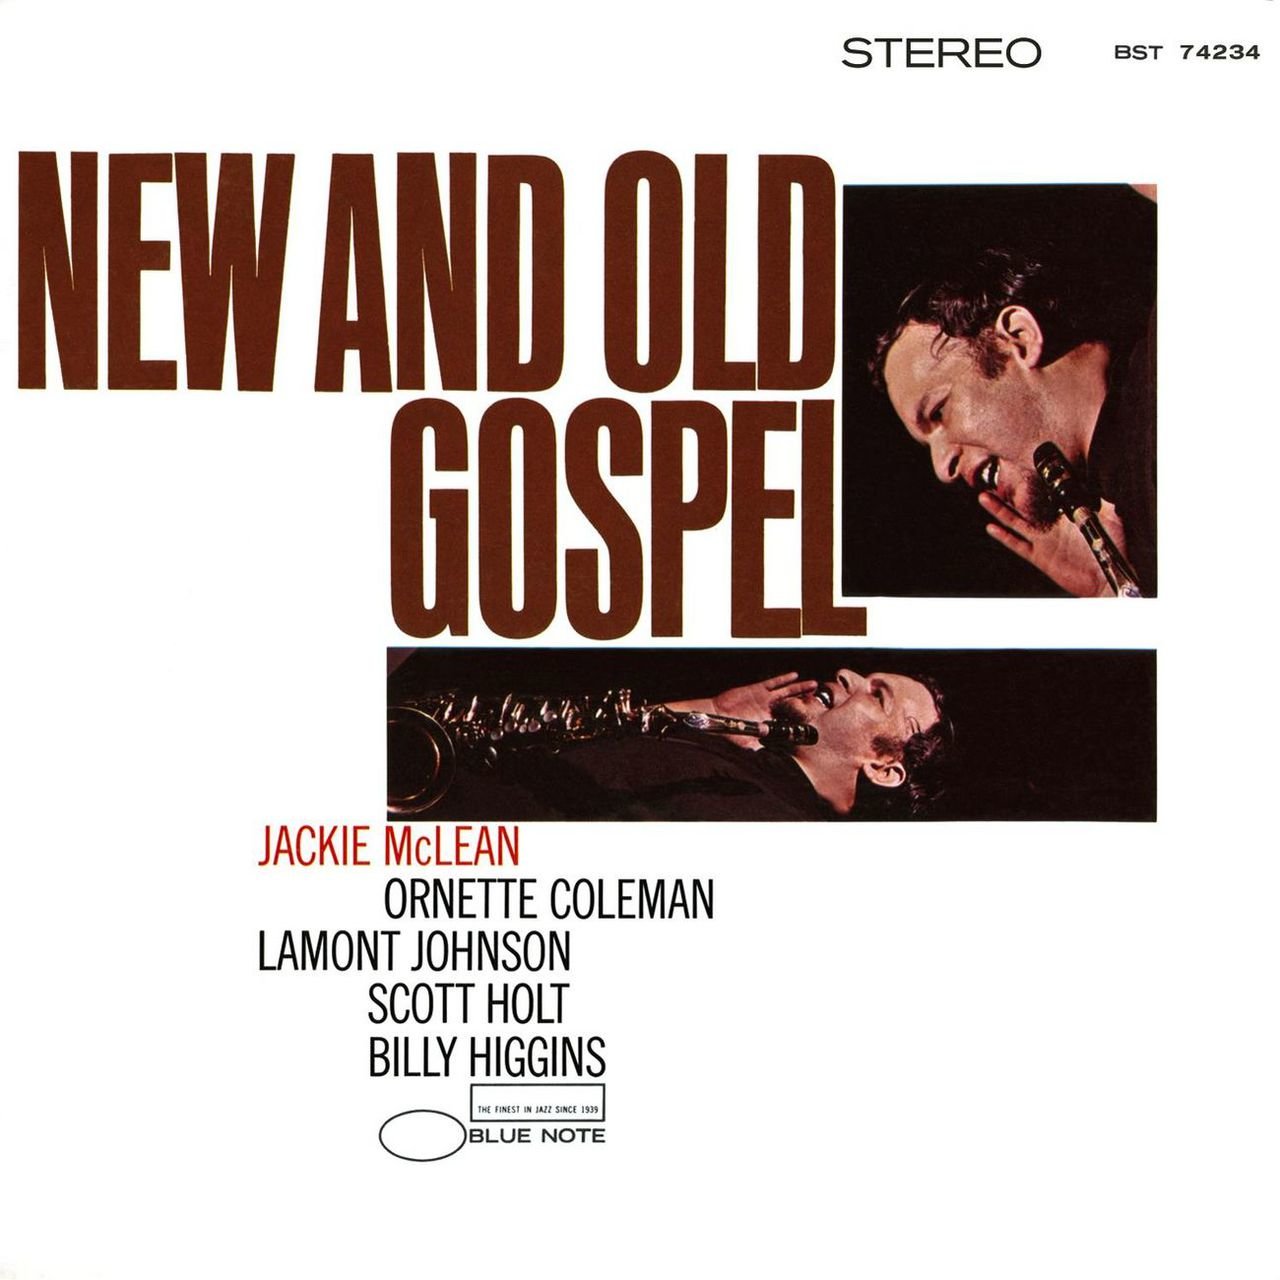 STEREO BST 74234
NEW AND OLD
GOSPEL
JACKIE McLEAN
ORNETTE COLEMAN
LAMONT JOHNSON
SCOTT HOLT
BILLY HIGGINS
THE FINEST IN JAZZ SINCE 1939
BLUE NOTE